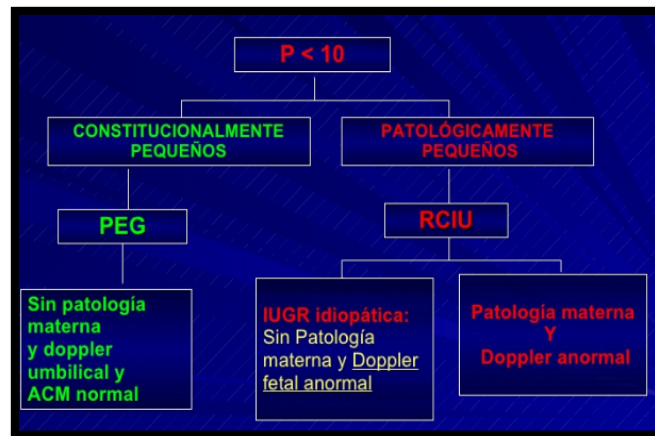 P < 10
CONSTITUCIONALMENTE
PEQUEÑOS
PATOLÓGICAMENTE
PEQUEÑOS
PEG
RCIU
Sin patología
materna
y doppler
umbilical y
ACM normal
IUGR idiopática:
Sin Patología
materna y Doppler
fetal anormal
Patología materna
Y
Doppler anormal